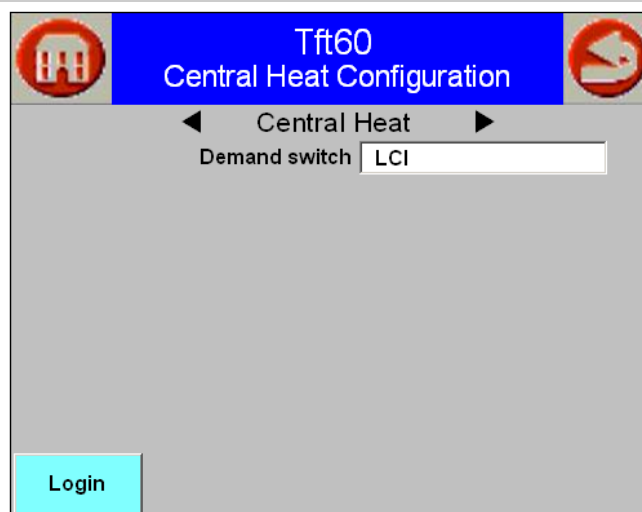 Tft60
Central Heat Configuration
Central Heat
Demand switch LCI
Login